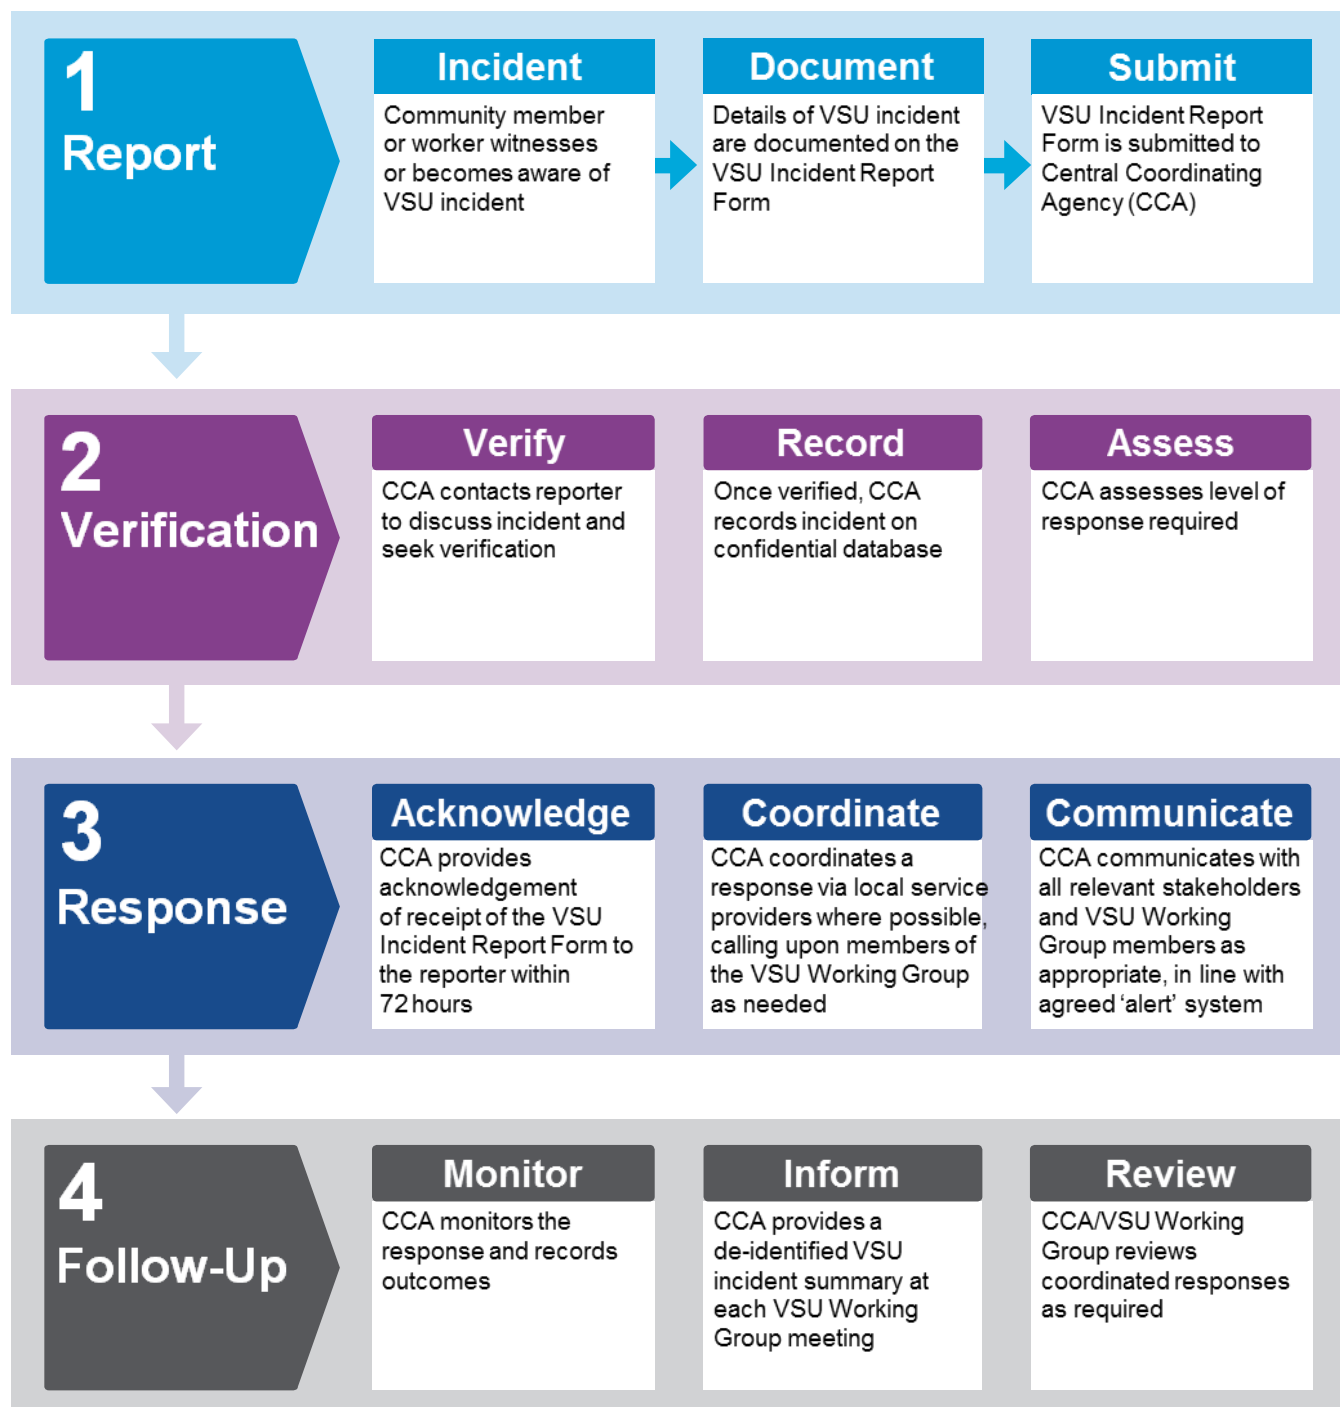 1
Report
Incident
Community member
or worker witnesses
or becomes aware of
VSU incident
Document
Details of VSU incident
are documented on the
VSU Incident Report
Form
Submit
VSU Incident Report
Form is submitted to
Central Coordinating
Agency (CCA)
2
Verification
Verify
CCA contacts reporter
to discuss incident and
seek verification
Record
Once verified, CCA
records incident on
confidential database
Assess
CCA assesses level of
response required
3
Response
Acknowledge
CCA provides
acknowledgement
of receipt of the VSU
Incident Report Form to
the reporter within
72 hours
Coordinate
CCA coordinates a
response via local service
providers where possible,
calling upon members of
the VSU Working Group
as needed
Communicate
CCA communicates with
all relevant stakeholders
and VSU Working
Group members as
appropriate, in line with
agreed ‘alert’ system
4
Follow-Up
Monitor
CCA monitors the
response and records
outcomes
Inform
CCA provides a
de-identified VSU
incident summary at
each VSU Working
Group meeting
Review
CCA/VSU Working
Group reviews
coordinated responses
as required